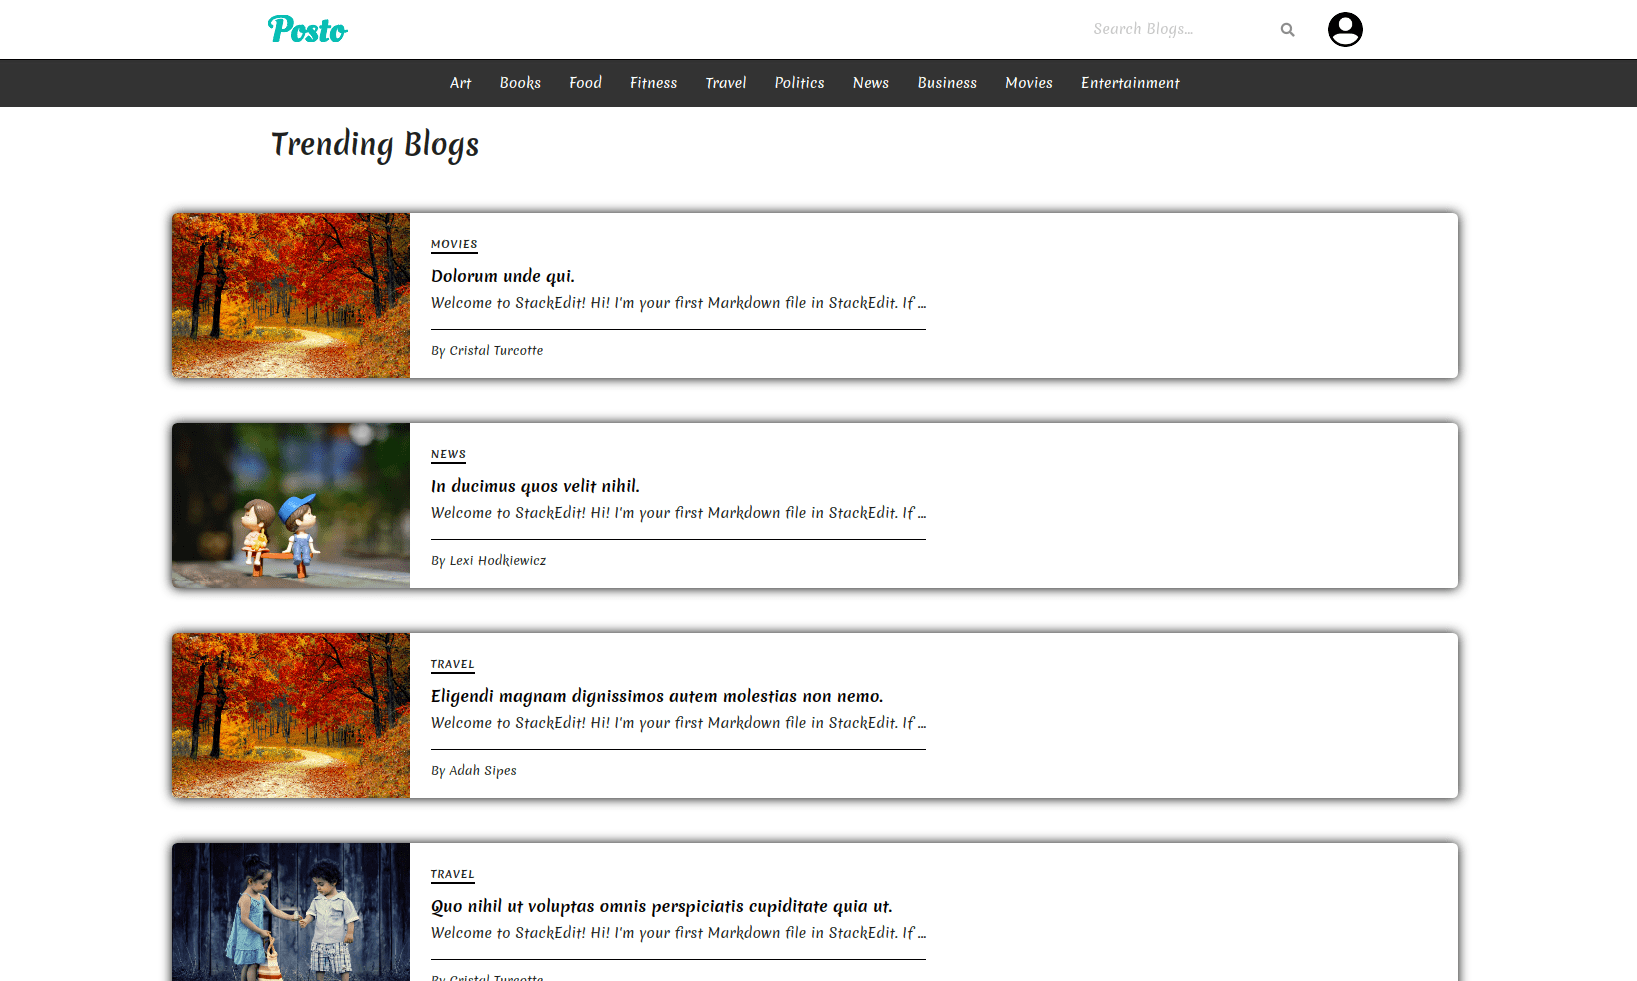 Posto
Search Blogs...
Art Books Food Fitness Travel Politics News Business Movies Entertainment
Trending Blogs
MOVIES
Dolorum unde qui.
Welcome to StackEdit! Hi! I'm your first Markdown file in StackEdit. If ...
By Cristal Turcotte
NEWS
In ducimus quos velit nihil.
Welcome to StackEdit! Hi! I'm your first Markdown file in StackEdit. If ...
By Lexi Hodkiewicz
TRAVEL
Eligendi magnam dignissimos autem molestias non nemo.
Welcome to StackEdit! Hi! I'm your first Markdown file in StackEdit. If ...
By Adah Sipes
TRAVEL
Quo nihil ut voluptas omnis perspiciatis cupiditate quia ut.
Welcome to StackEdit! Hi! I'm your first Markdown file in StackEdit. If ...
By Cristal Turcotte